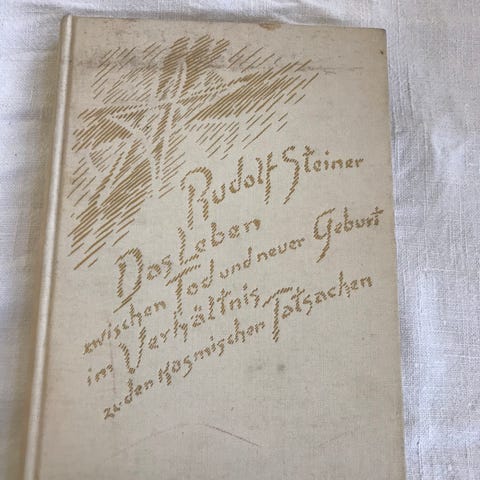 Rudolf Steiner
Das Leben
zwischen Tod und neuer Geburt
im Verhältnis
zu den kosmischen Tatsachen